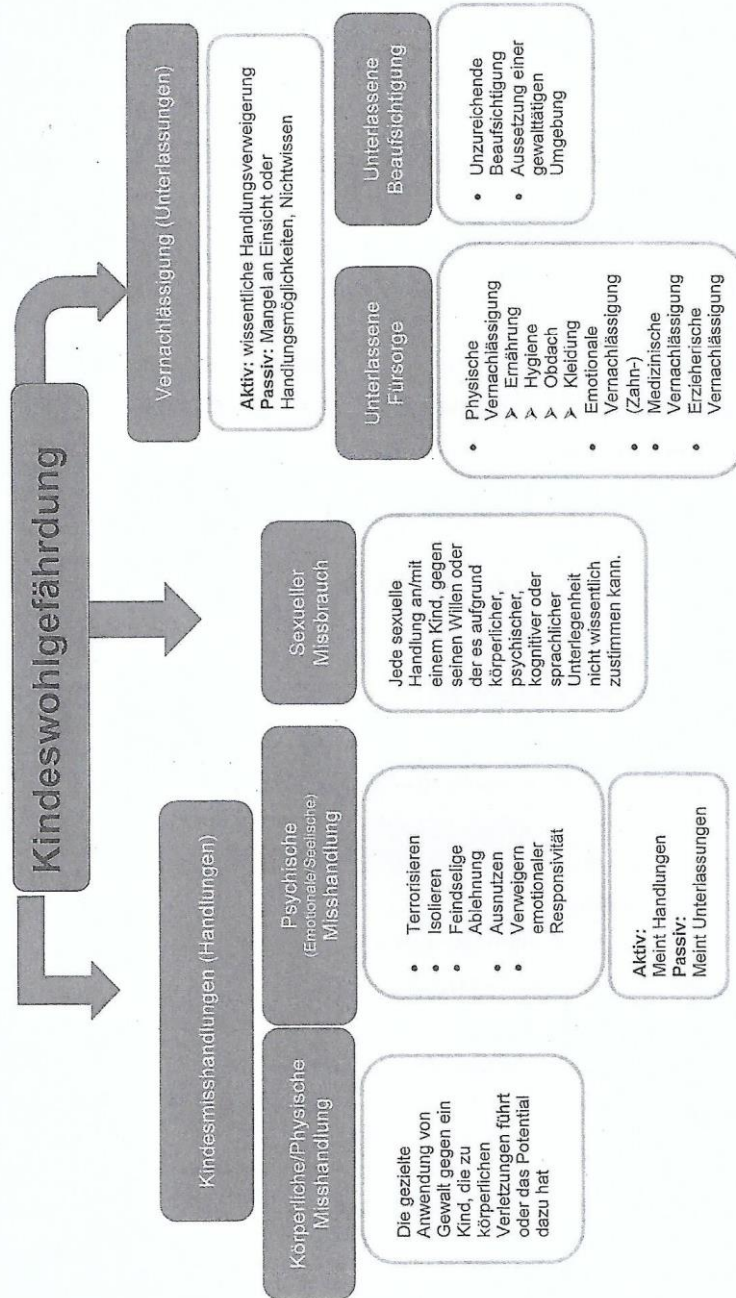 Kindeswohlgefährdung
Kindesmisshandlungen (Handlungen)
Körperliche/Physische
Misshandlung
Die gezielte
Anwendung von
Gewalt gegen ein
Kind, die zu
körperlichen
Verletzungen führt
oder das Potential
dazu hat
Psychische
(Emotionale/Seelische)
Misshandlung
• Terrorisieren
• Isolieren
• Feindselige
Ablehnung
• Ausnutzen
• Verweigern
emotionaler
Responsivität
Aktiv:
Meint Handlungen
Passiv:
Meint Unterlassungen
Sexueller
Missbrauch
Jede sexuelle
Handlung an/mit
einem Kind, gegen
seinen Willen oder
der es aufgrund
körperlicher,
psychischer,
kognitiver oder
sprachlicher
Unterlegenheit
nicht wissentlich
zustimmen kann.
Vernachlässigung (Unterlassungen)
Aktiv: wissentliche Handlungsverweigerung
Passiv: Mangel an Einsicht oder
Handlungsmöglichkeiten, Nichtwissen
Unterlassene
Fürsorge
• Physische
Vernachlässigung
➢ Ernährung
➢ Hygiene
➢ Obdach
➢ Kleidung
• Emotionale
Vernachlässigung
• (Zahn-)
• Medizinische
Vernachlässigung
• Erzieherische
Vernachlässigung
Unterlassene
Beaufsichtigung
• Unzureichende
Beaufsichtigung
• Aussetzung einer
gewalttätigen
Umgebung